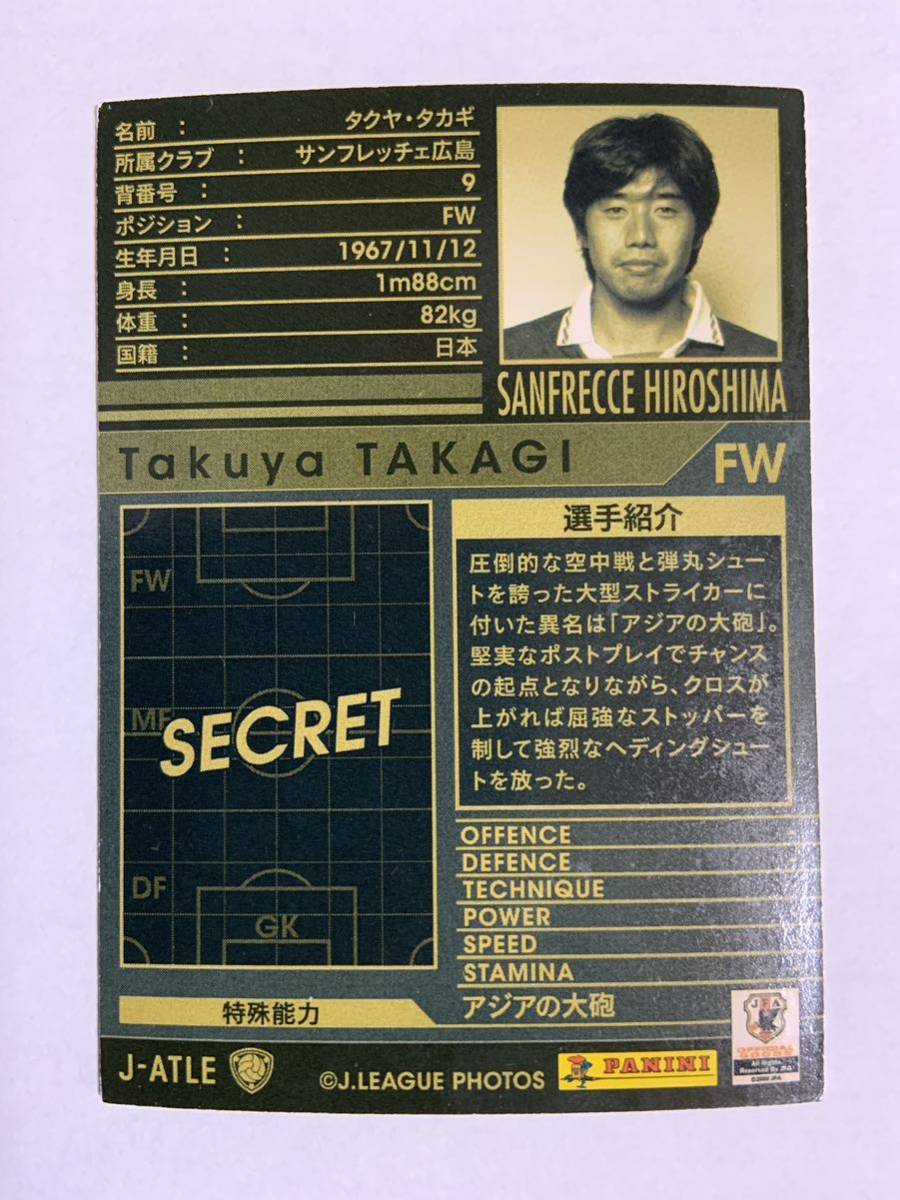 名前 : タクヤ・タカギ
所属クラブ : サンフレッチェ広島
背番号 : 9
ポジション : FW
生年月日 : 1967/11/12
身長 : 1m88cm
体重 : 82kg
国籍 : 日本
SANFRECCE HIROSHIMA
Takuya TAKAGI
FW
FW
MF
SECRET
DF
GK
選手紹介
圧倒的な空中戦と弾丸シュー
トを誇った大型ストライカーに
付いた異名は「アジアの大砲」。
堅実なポストプレイでチャンス
の起点となりながら、クロスが
上がれば屈強なストッパーを
制して強烈なヘディングシュー
トを放った。
OFFENCE
DEFENCE
TECHNIQUE
POWER
SPEED
STAMINA
特殊能力
アジアの大砲
J-ATLE
©J.LEAGUE PHOTOS
PANINI
JFA
OFFICIAL
GOODS
All Rights
Reserved By JFA